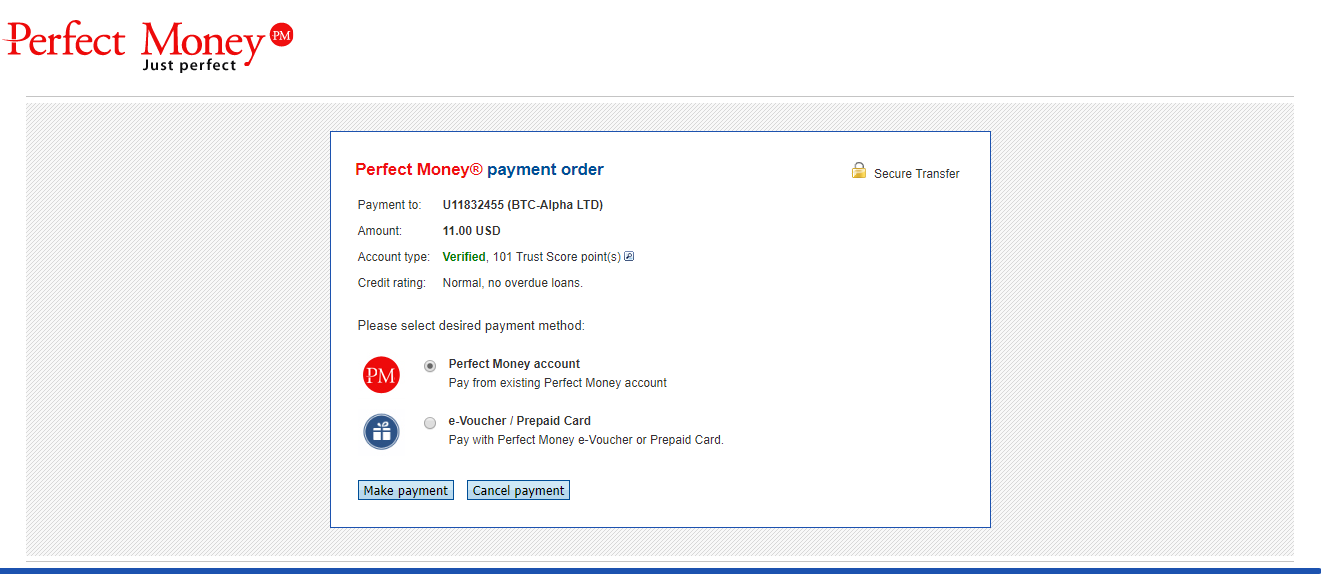 Perfect Money PM
Just perfect
Perfect Money® payment order
Secure Transfer
Payment to: U11832455 (BTC-Alpha LTD)
Amount: 11.00 USD
Account type: Verified, 101 Trust Score point(s)
Credit rating: Normal, no overdue loans.
Please select desired payment method:
PM
Perfect Money account
Pay from existing Perfect Money account
e-Voucher / Prepaid Card
Pay with Perfect Money e-Voucher or Prepaid Card.
Make payment Cancel payment